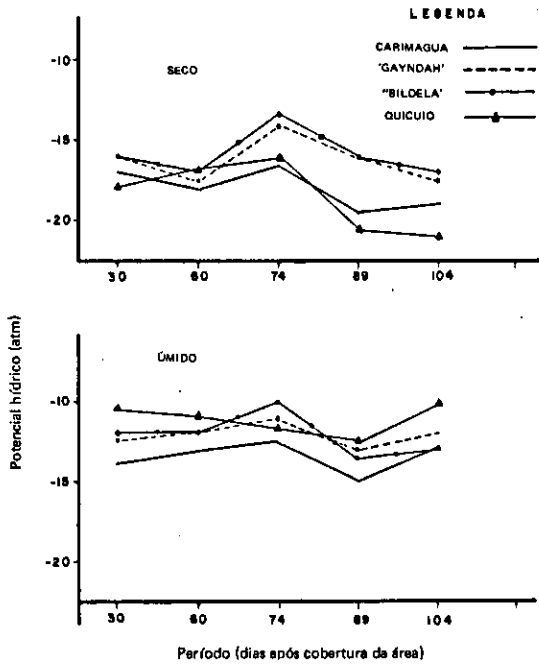 LEGENDA
CARIMAGUA
'GAYNDAH'
"BILDELA'
QUICUIO
SECO
-10
-15
-20
30 60 74 89 104
ÚMIDO
-10
-15
-20
30 60 74 89 104
Potencial hídrico (atm)
Período (dias após cobertura da área)